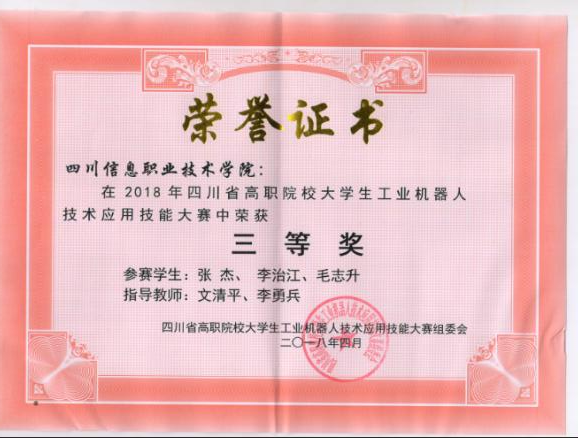 荣誉证书
四川信息职业技术学院：
在2018年四川省高职院校大学生工业机器人
技术应用技能大赛中荣获
三等奖
参赛学生：张 杰、李治江、毛志升
指导教师：文清平、李勇兵
四川省高职院校大学生工业机器人技术应用技能大赛组委会
二〇一八年四月